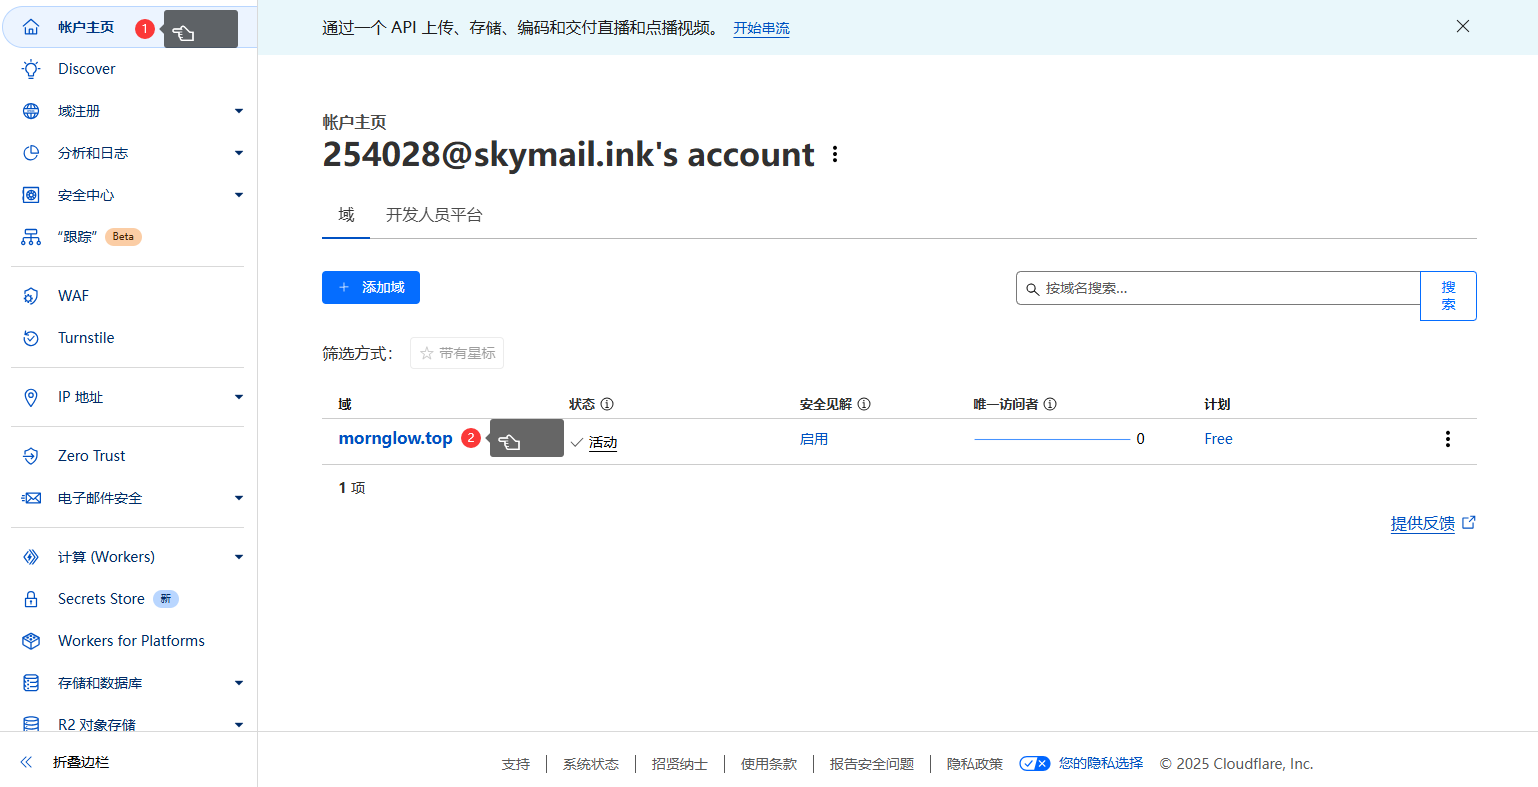 帐户主页
1
Discover
域注册
分析和日志
安全中心
“跟踪” Beta
WAF
Turnstile
IP 地址
Zero Trust
电子邮件安全
计算 (Workers)
Secrets Store 新
Workers for Platforms
存储和数据库
R2 对象存储
折叠边栏
通过一个 API 上传、存储、编码和交付直播和点播视频。 开始串流
帐户主页
254028@skymail.ink's account
域 开发人员平台
添加域
按域名搜索...
搜
索
筛选方式： 带有星标
域 状态 安全见解 唯一访问者 计划
mornglow.top 2 活动 启用 0 Free
1 项
提供反馈
支持 系统状态 招贤纳士 使用条款 报告安全问题 隐私政策 您的隐私选择 © 2025 Cloudflare, Inc.